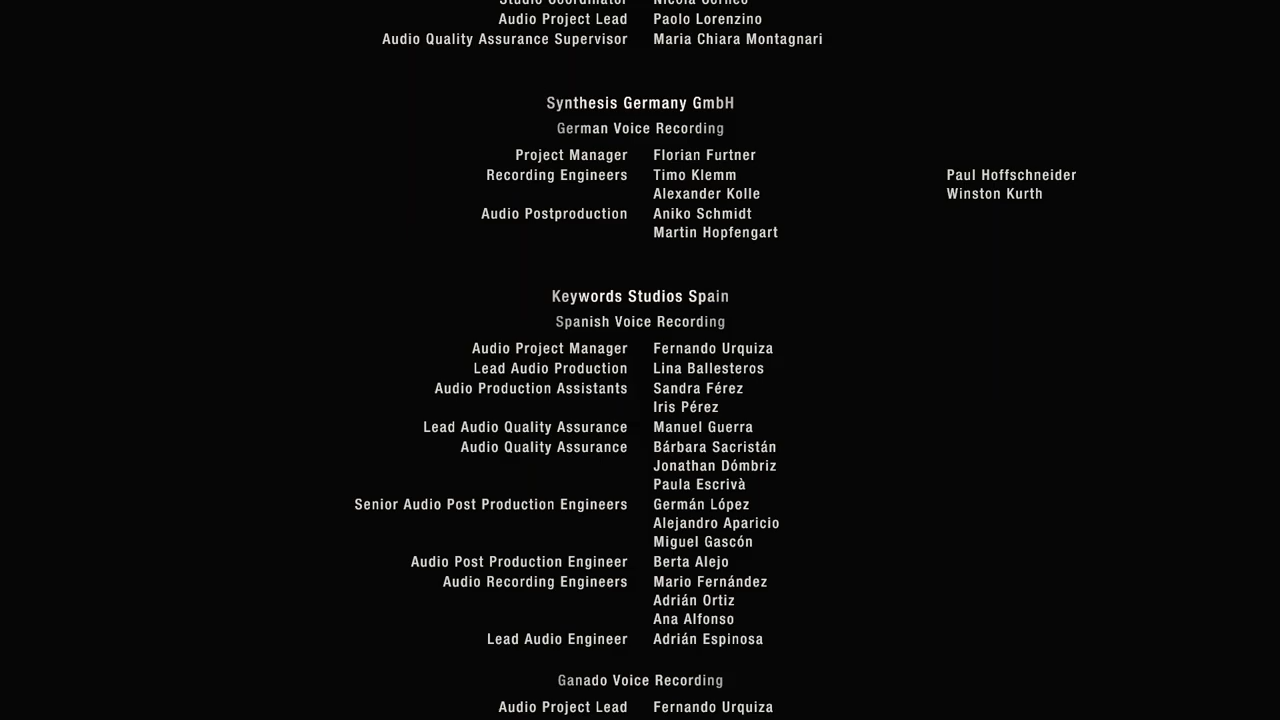 Studio Coordinator Nicola Corneo
Audio Project Lead Paolo Lorenzino
Audio Quality Assurance Supervisor Maria Chiara Montagnari
Synthesis Germany GmbH
German Voice Recording
Project Manager Florian Furtner
Recording Engineers Timo Klemm Paul Hoffschneider
Alexander Kolle Winston Kurth
Audio Postproduction Aniko Schmidt
Martin Hopfengart
Keywords Studios Spain
Spanish Voice Recording
Audio Project Manager Fernando Urquiza
Lead Audio Production Lina Ballesteros
Audio Production Assistants Sandra Férez
Iris Pérez
Lead Audio Quality Assurance Manuel Guerra
Audio Quality Assurance Bárbara Sacristán
Jonathan Dómbriz
Paula Escrivà
Senior Audio Post Production Engineers Germán López
Alejandro Aparicio
Miguel Gascón
Audio Post Production Engineer Berta Alejo
Audio Recording Engineers Mario Fernández
Adrián Ortiz
Ana Alfonso
Lead Audio Engineer Adrián Espinosa
Ganado Voice Recording
Audio Project Lead Fernando Urquiza